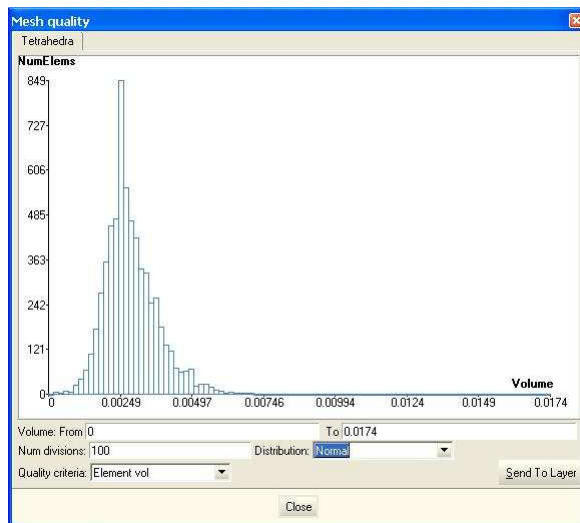 Mesh quality
Tetrahedra
NumElems
849
727
606
485
363
242
121
0
Volume
0 0.00249 0.00497 0.00746 0.00994 0.0124 0.0149 0.0174
Volume: From 0 To 0.0174
Num divisions: 100 Distribution: Normal
Quality criteria: Element vol Send To Layer
Close